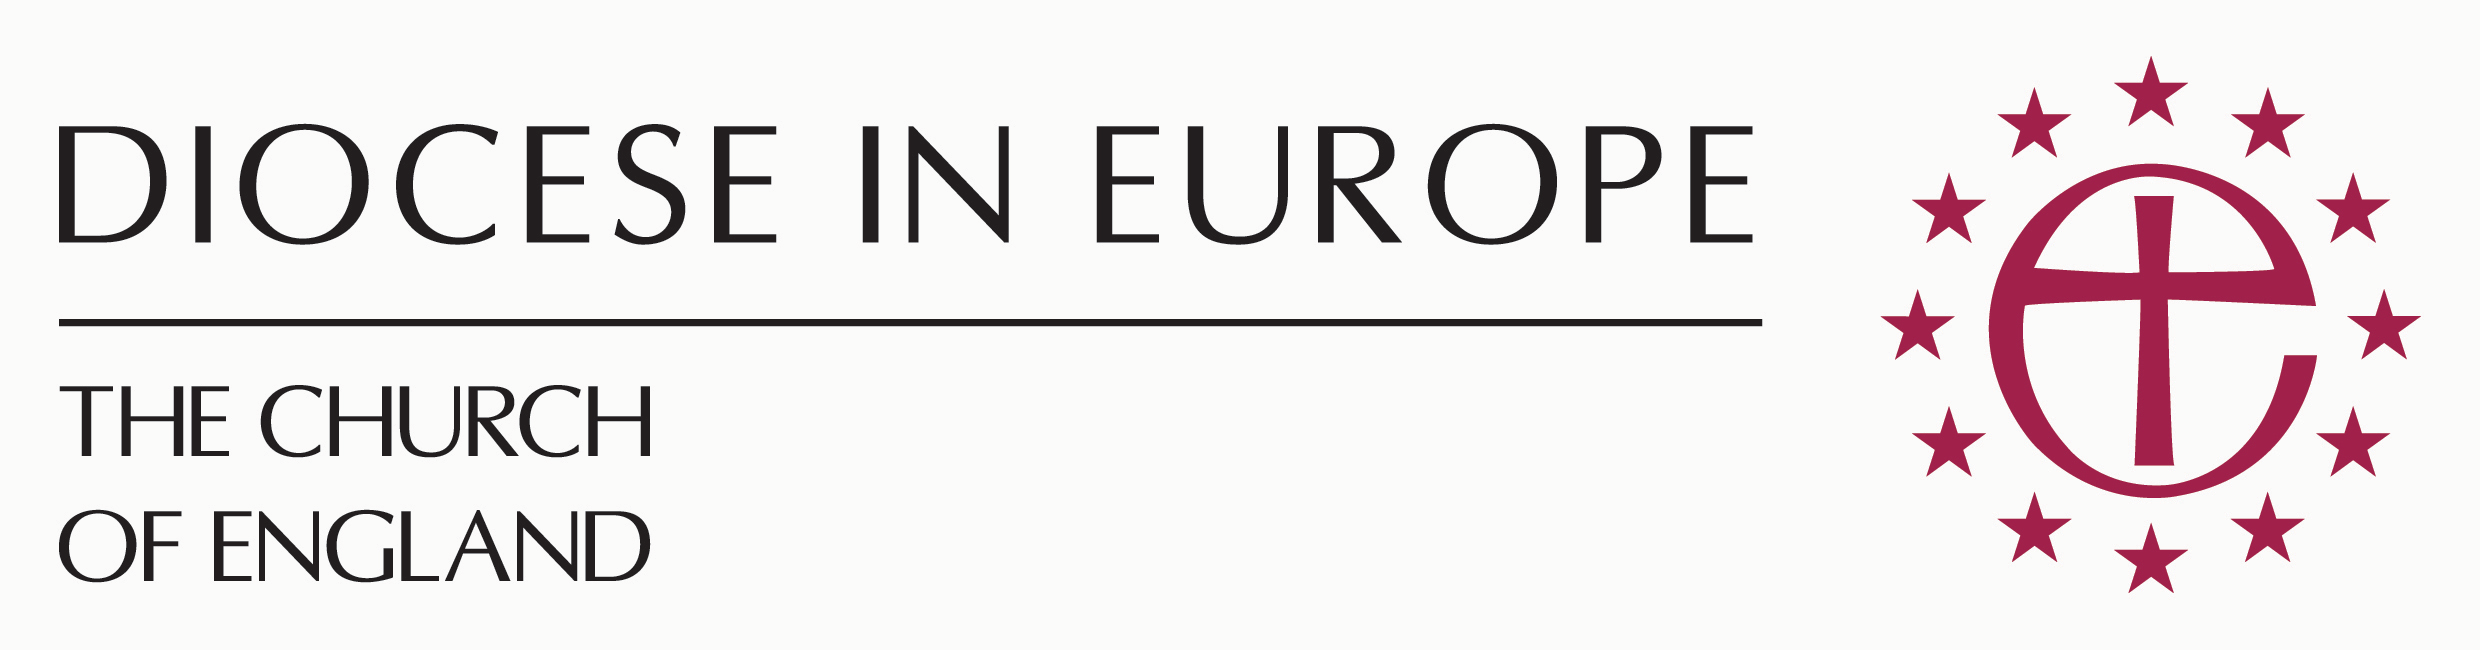 DIOCESE IN EUROPE
THE CHURCH
OF ENGLAND